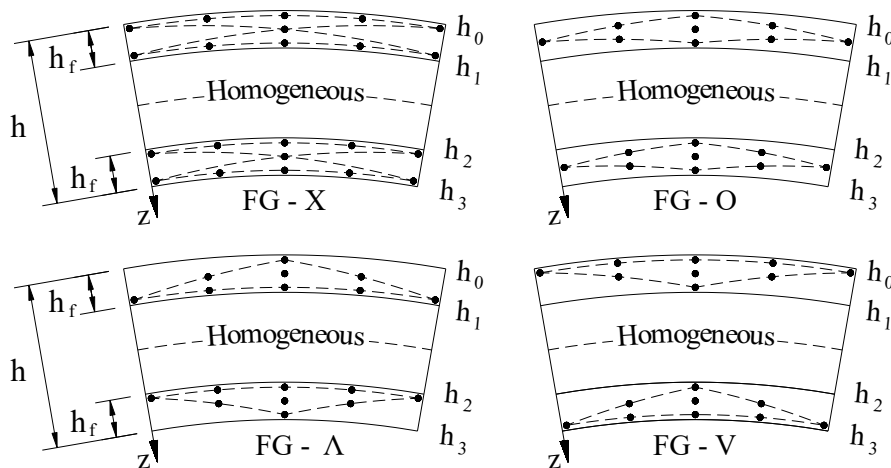 h_f
h
h_f
z
Homogeneous
h_0
h_1
h_2
h_3
FG - X
Homogeneous
h_0
h_1
h_2
h_3
FG - O
h_f
h
h_f
z
Homogeneous
h_0
h_1
h_2
h_3
FG - Λ
Homogeneous
h_0
h_1
h_2
h_3
FG - V